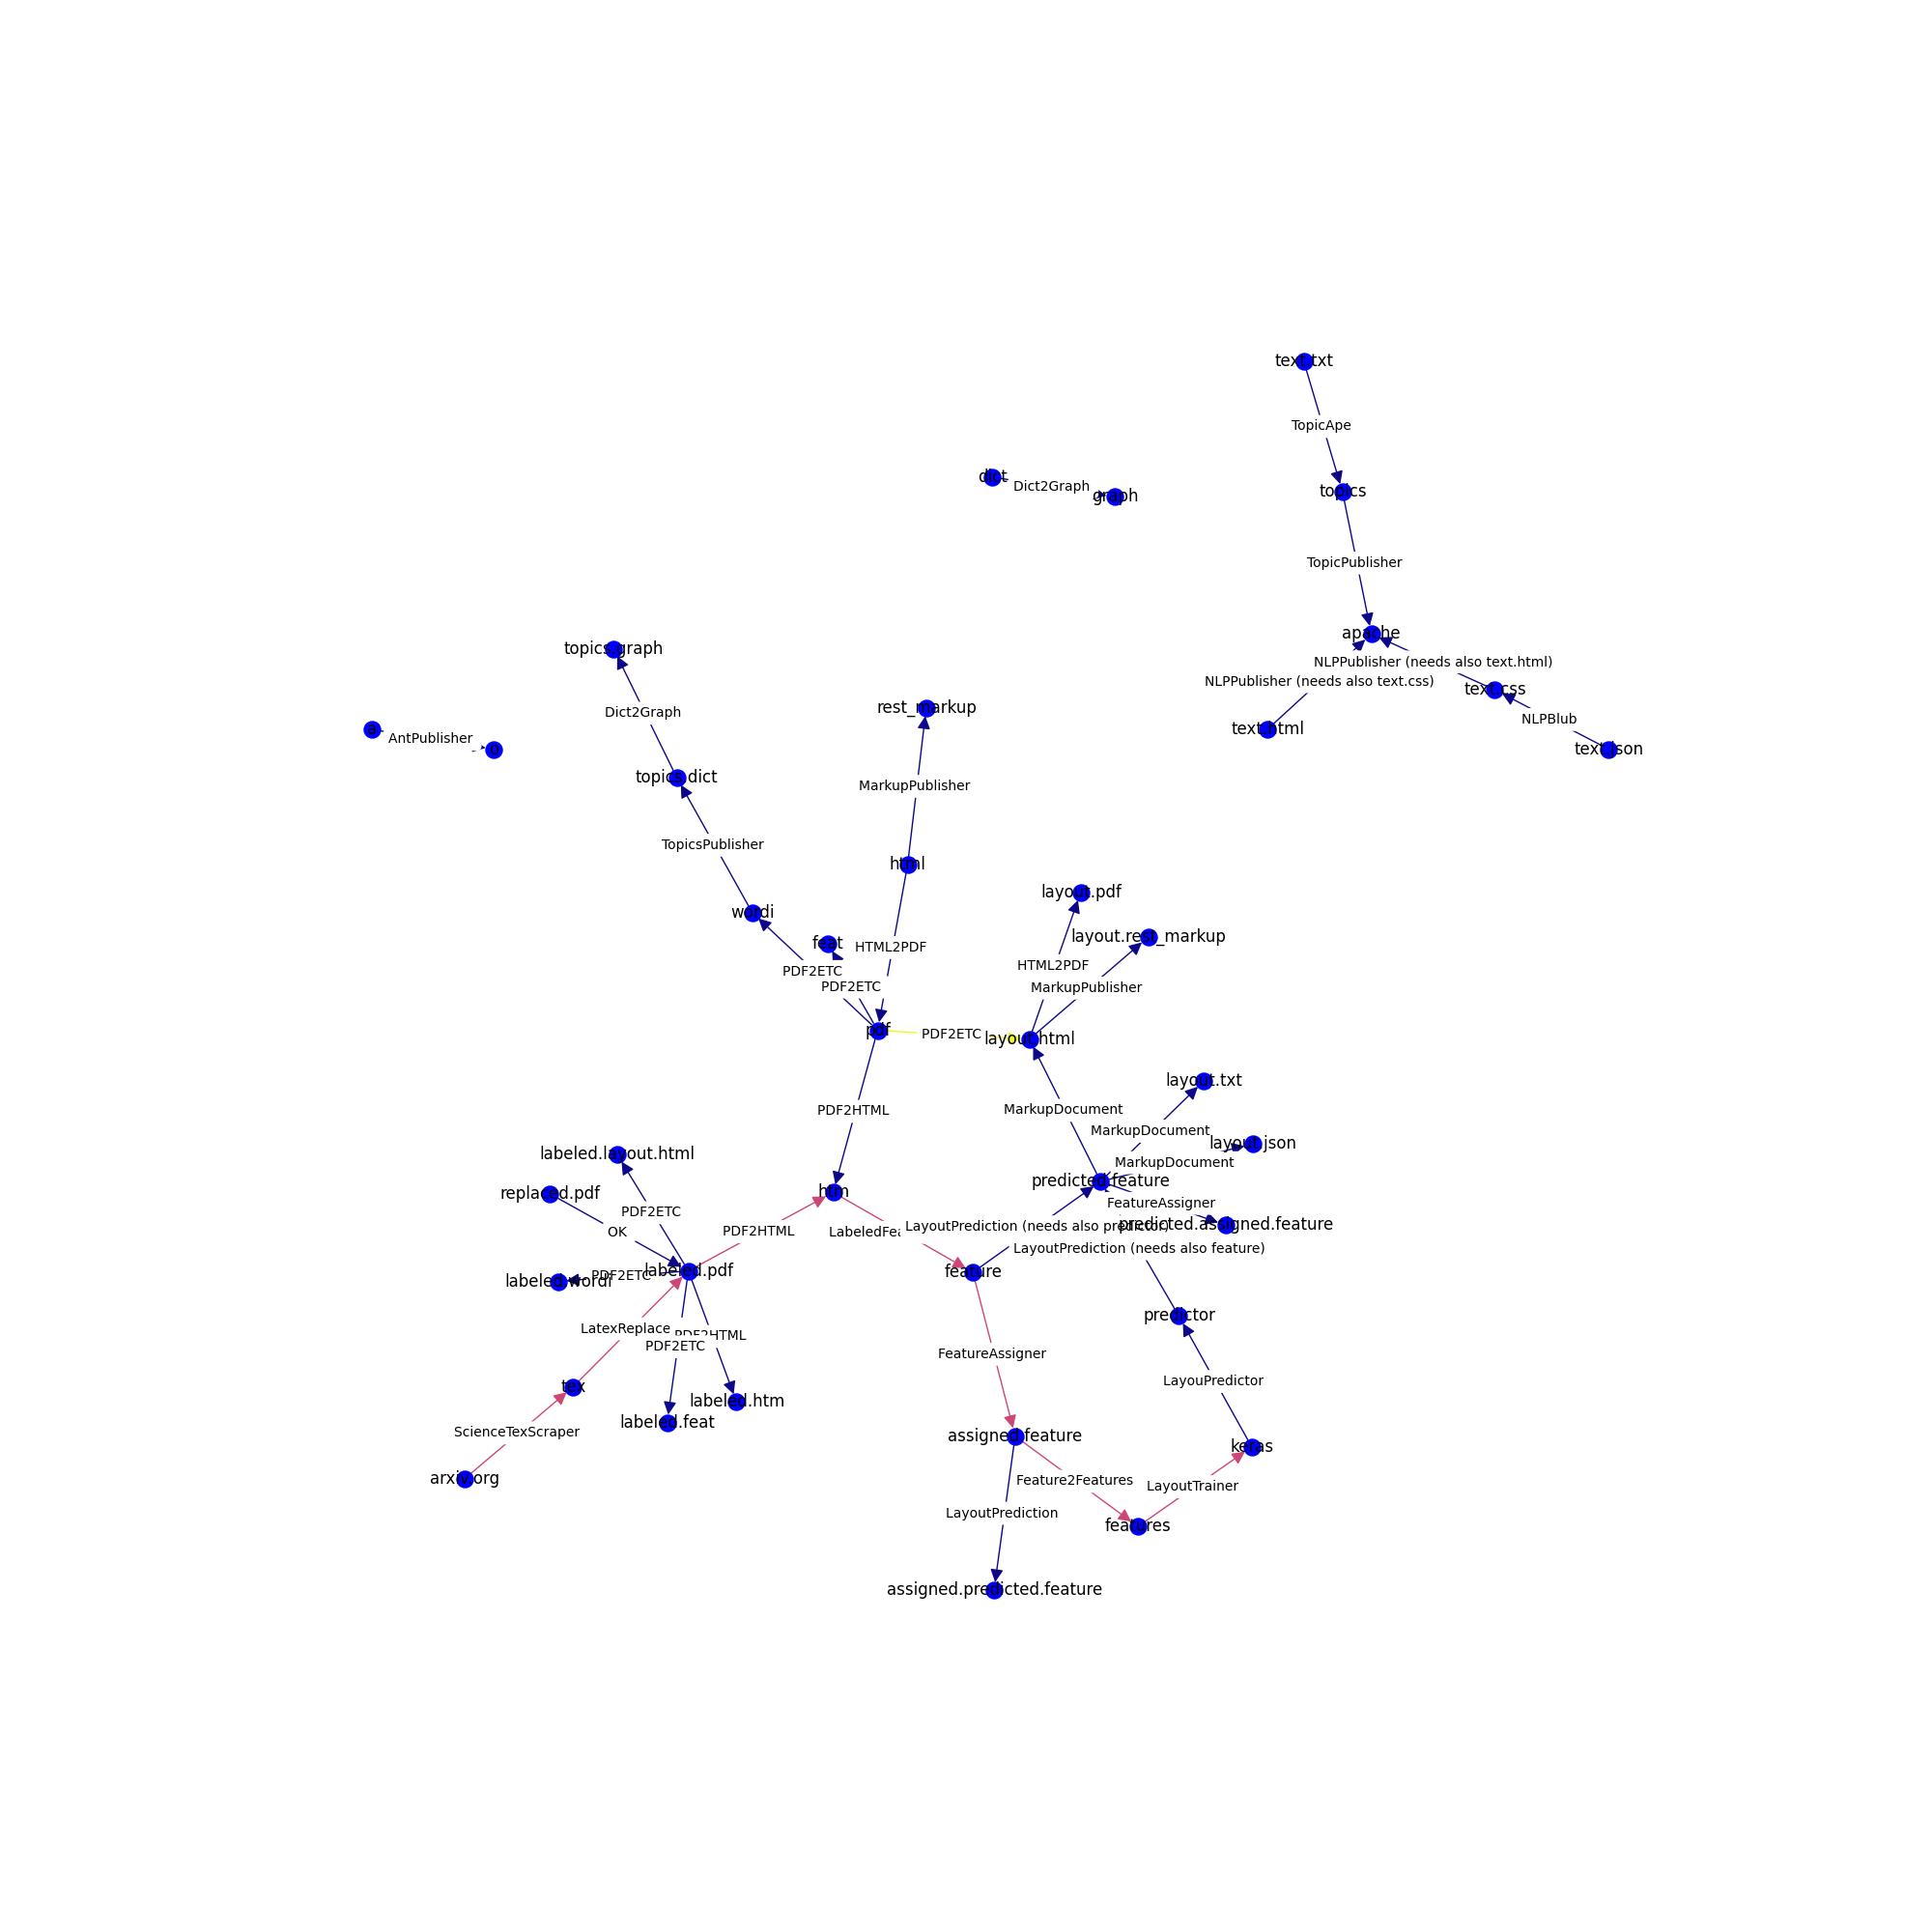 text.txt
TopicApe
dict
Dict2Graph
graph
topics
TopicPublisher
apache
topics.graph
NLPPublisher (needs also text.html)
NLPPublisher (needs also text.css)
text.css
rest_markup
Dict2Graph
NLPBlub
a
AntPublisher
o
text.html
text.json
topics.dict
MarkupPublisher
TopicsPublisher
html
layout.pdf
wordi
layout.rest_markup
feat
HTML2PDF
HTML2PDF
PDF2ETC
PDF2ETC
MarkupPublisher
pdf
PDF2ETC
layout.html
layout.txt
PDF2HTML
MarkupDocument
MarkupDocument
layout.json
labeled.layout.html
MarkupDocument
predicted.feature
replaced.pdf
htm
FeatureAssigner
PDF2ETC
LayoutPrediction (needs also predictor)
predicted.assigned.feature
OK
PDF2HTML
LabeledFea
LayoutPrediction (needs also feature)
labeled.pdf
feature
labeled.wordi
PDF2ETC
predictor
LatexReplace
PDF2HTML
PDF2ETC
FeatureAssigner
LayouPredictor
tex
labeled.htm
labeled.feat
ScienceTexScraper
assigned.feature
keras
arxiv.org
Feature2Features
LayoutTrainer
LayoutPrediction
features
assigned.predicted.feature